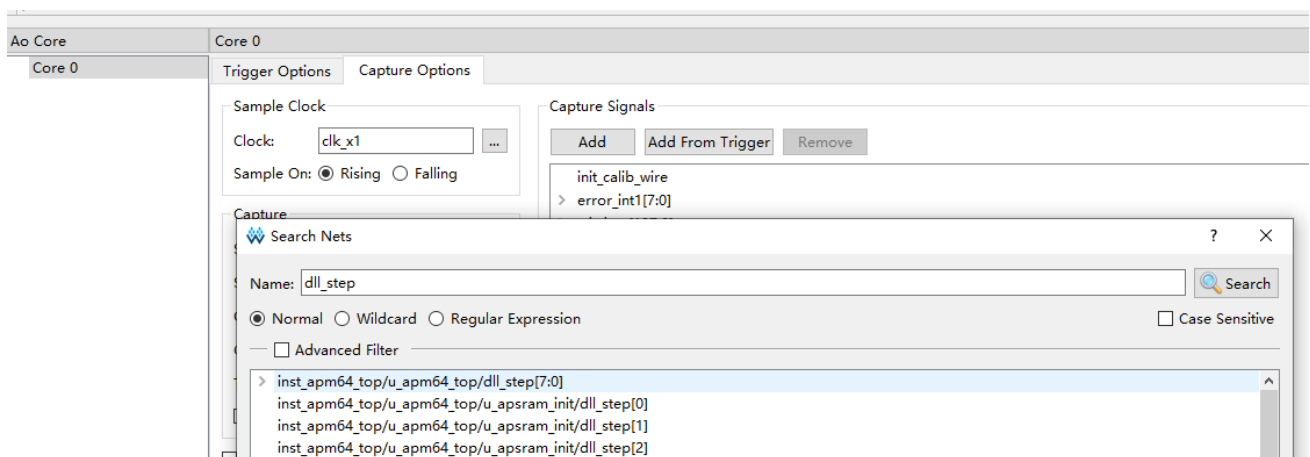 Ao Core
Core 0
Core 0
Trigger Options
Capture Options
Sample Clock
Clock:
clk_x1
...
Sample On:
Rising
Falling
Capture Signals
Add
Add From Trigger
Remove
init_calib_wire
error_int1[7:0]
Capture
Search Nets
?
Name:
dll_step
Search
Normal
Wildcard
Regular Expression
Case Sensitive
Advanced Filter
inst_apm64_top/u_apm64_top/dll_step[7:0]
inst_apm64_top/u_apm64_top/u_apsram_init/dll_step[0]
inst_apm64_top/u_apm64_top/u_apsram_init/dll_step[1]
inst_apm64_top/u_apm64_top/u_apsram_init/dll_step[2]